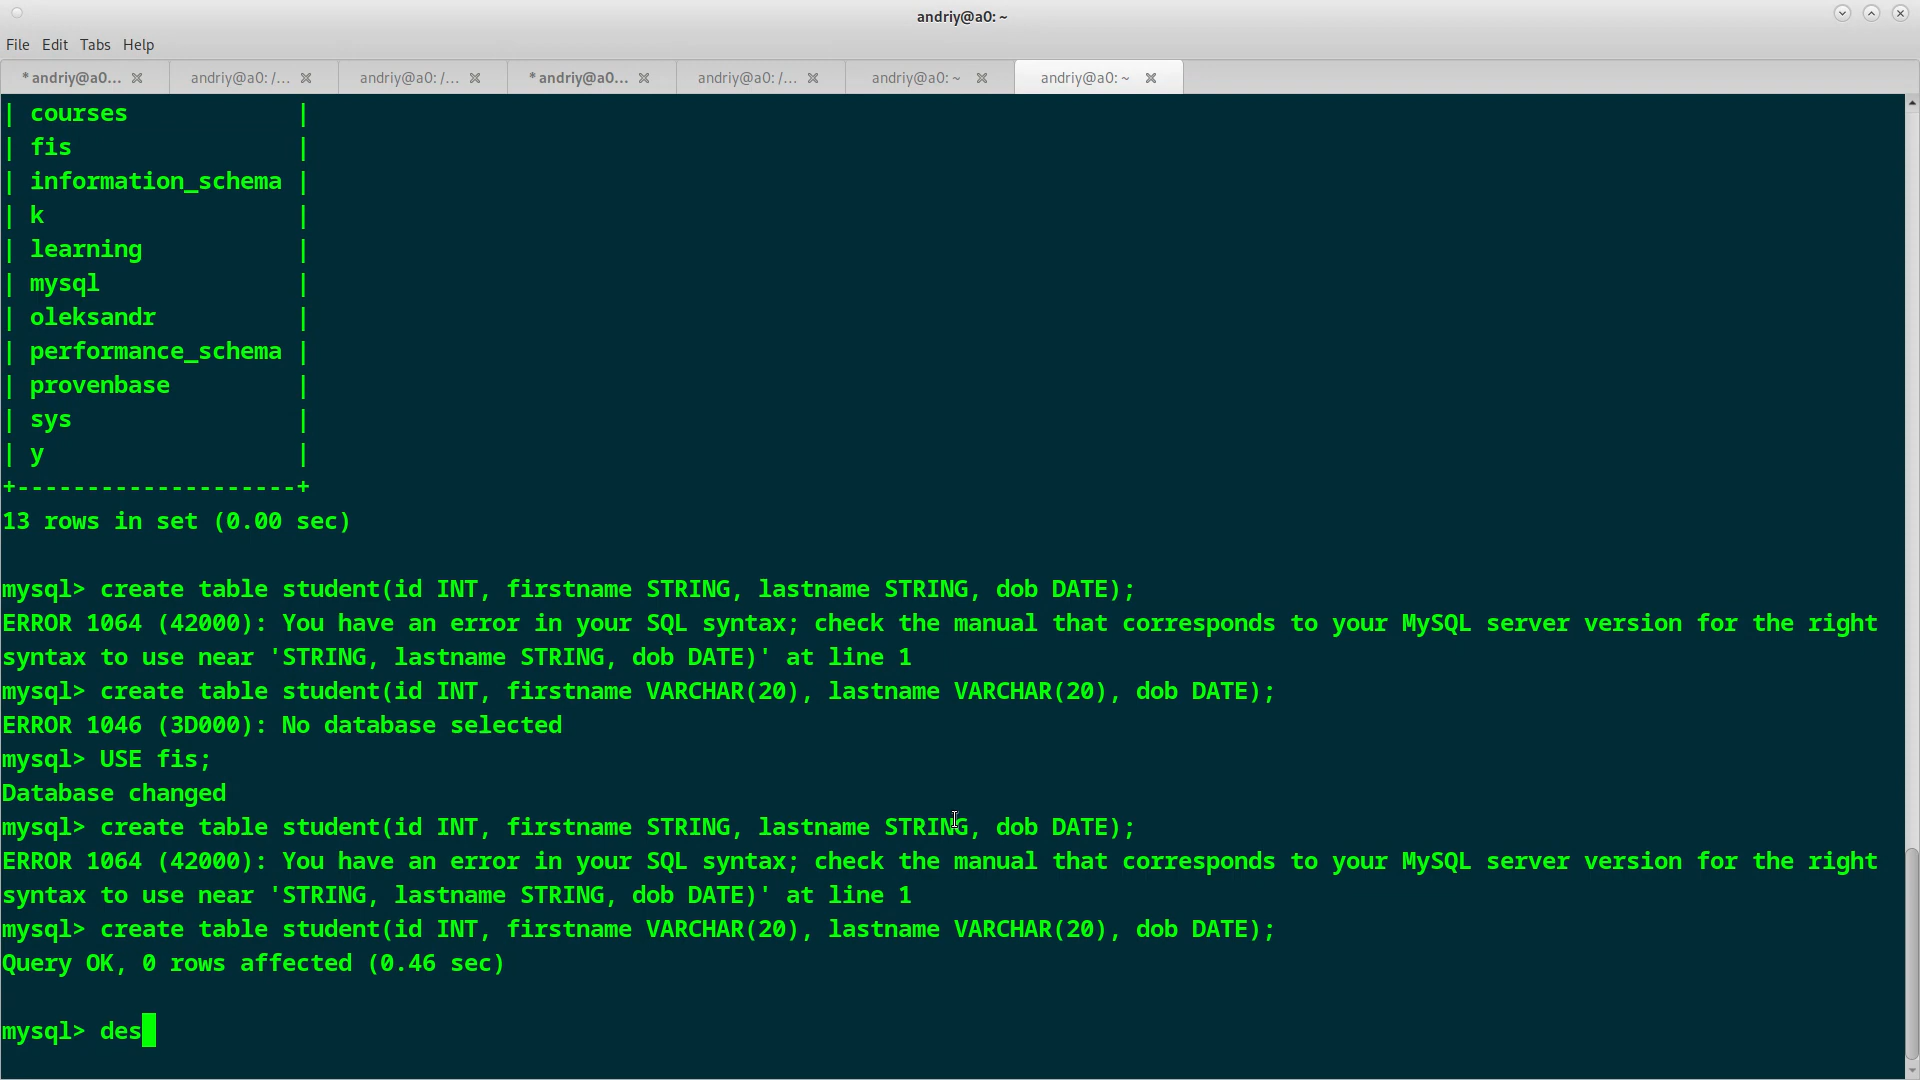 andriy@a0: ~
File Edit Tabs Help
* andriy@a0... andriy@a0: /... andriy@a0: /... * andriy@a0... andriy@a0: /... andriy@a0: ~ andriy@a0: ~
| courses            |
| fis                |
| information_schema |
| k                  |
| learning           |
| mysql              |
| oleksandr          |
| performance_schema |
| provenbase         |
| sys                |
| y                  |
+--------------------+
13 rows in set (0.00 sec)
mysql> create table student(id INT, firstname STRING, lastname STRING, dob DATE);
ERROR 1064 (42000): You have an error in your SQL syntax; check the manual that corresponds to your MySQL server version for the right
syntax to use near 'STRING, lastname STRING, dob DATE)' at line 1
mysql> create table student(id INT, firstname VARCHAR(20), lastname VARCHAR(20), dob DATE);
ERROR 1046 (3D000): No database selected
mysql> USE fis;
Database changed
mysql> create table student(id INT, firstname STRING, lastname STRING, dob DATE);
ERROR 1064 (42000): You have an error in your SQL syntax; check the manual that corresponds to your MySQL server version for the right
syntax to use near 'STRING, lastname STRING, dob DATE)' at line 1
mysql> create table student(id INT, firstname VARCHAR(20), lastname VARCHAR(20), dob DATE);
Query OK, 0 rows affected (0.46 sec)
mysql> des